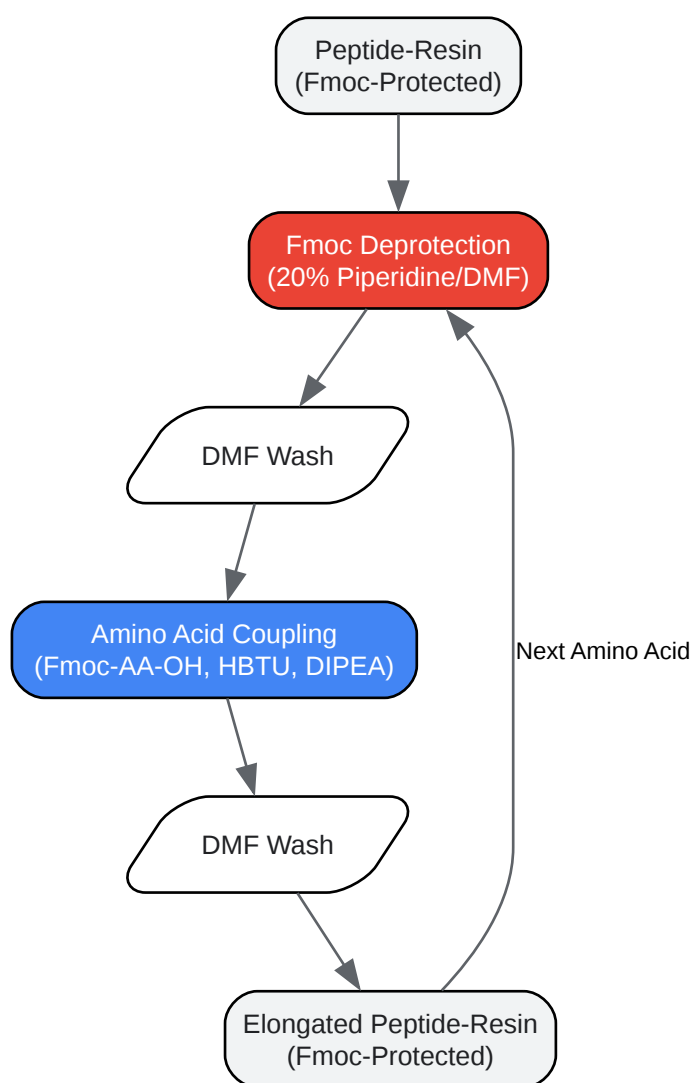 Peptide-Resin
(Fmoc-Protected)
Fmoc Deprotection
(20% Piperidine/DMF)
DMF Wash
Amino Acid Coupling
(Fmoc-AA-OH, HBTU, DIPEA)
Next Amino Acid
DMF Wash
Elongated Peptide-Resin
(Fmoc-Protected)